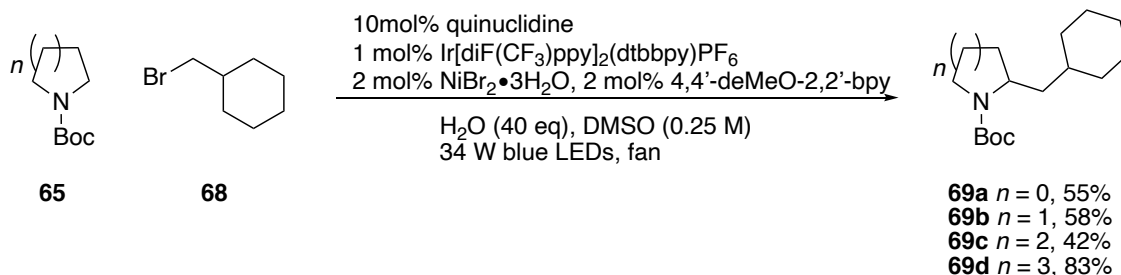 10mol% quinuclidine
1 mol% Ir[diF(CF3)ppy]2(dtbbpy)PF6
2 mol% NiBr2•3H2O, 2 mol% 4,4'-deMeO-2,2'-bpy
H2O (40 eq), DMSO (0.25 M)
34 W blue LEDs, fan
n
N
Boc
Br
n
N
Boc
65
68
69a n = 0, 55%
69b n = 1, 58%
69c n = 2, 42%
69d n = 3, 83%